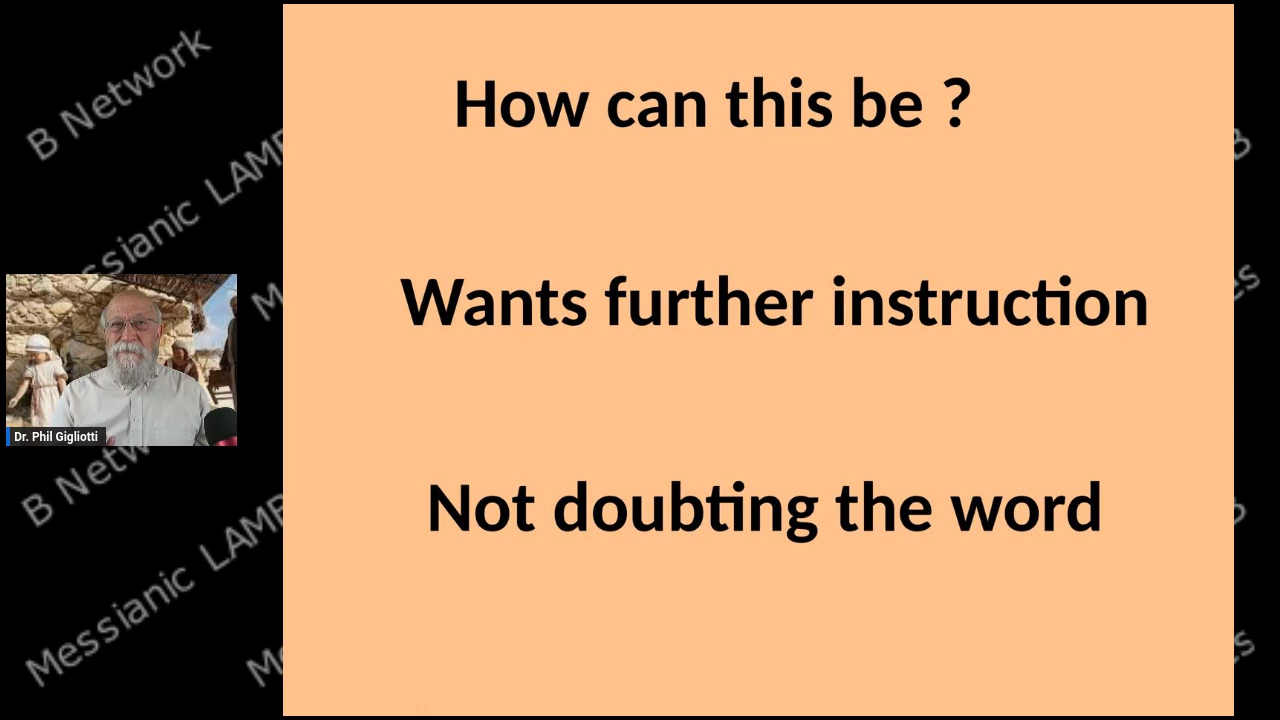 How can this be ?
Wants further instruction
Not doubting the word
Dr. Phil Gigliotti
B Network
Messianic LAMP
B Netw
Messianic LAMP